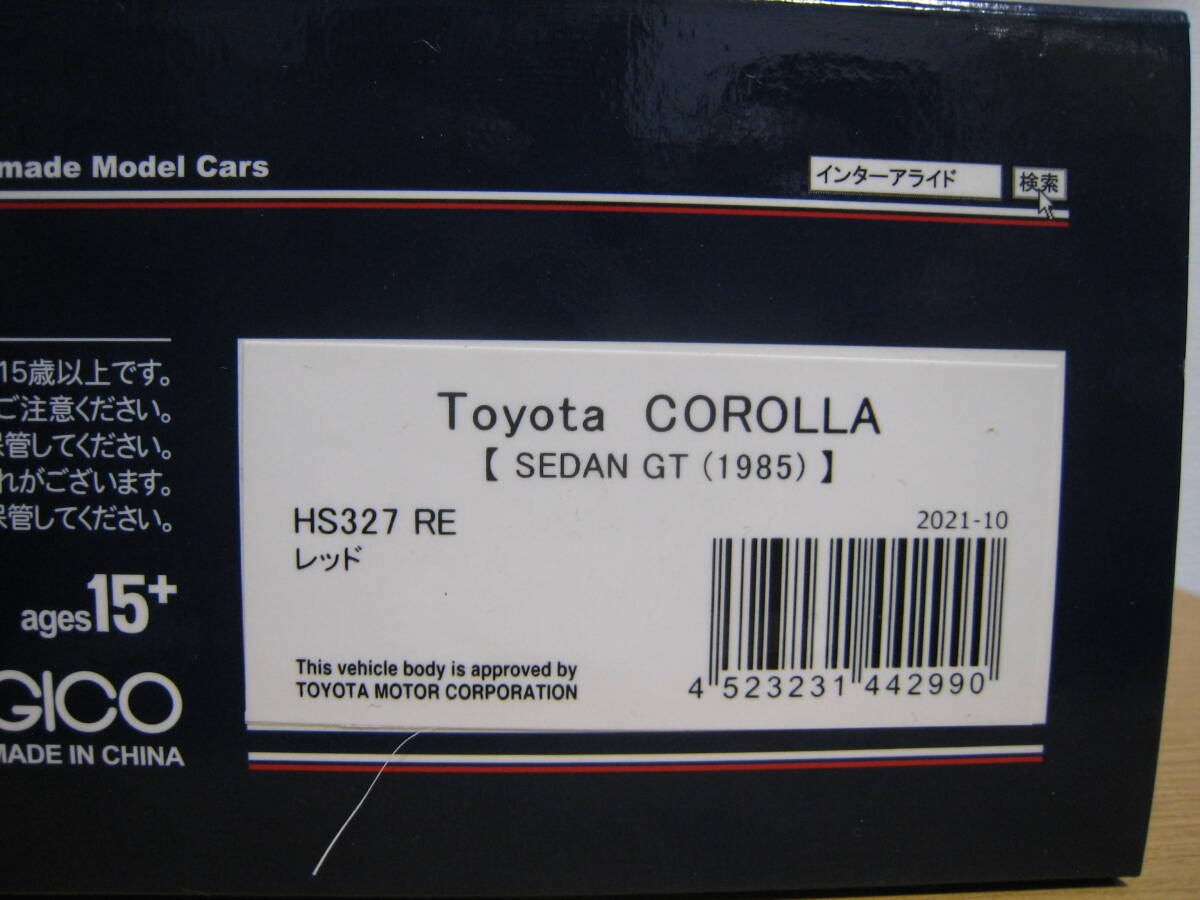 made Model Cars
インターアライド 検索
15歳以上です。
ご注意ください。
保管してください。
れがございます。
保管してください。
ages15+
GICO
MADE IN CHINA
Toyota COROLLA
【 SEDAN GT (1985) 】
HS327 RE
レッド
2021-10
This vehicle body is approved by
TOYOTA MOTOR CORPORATION
4 523231 442990